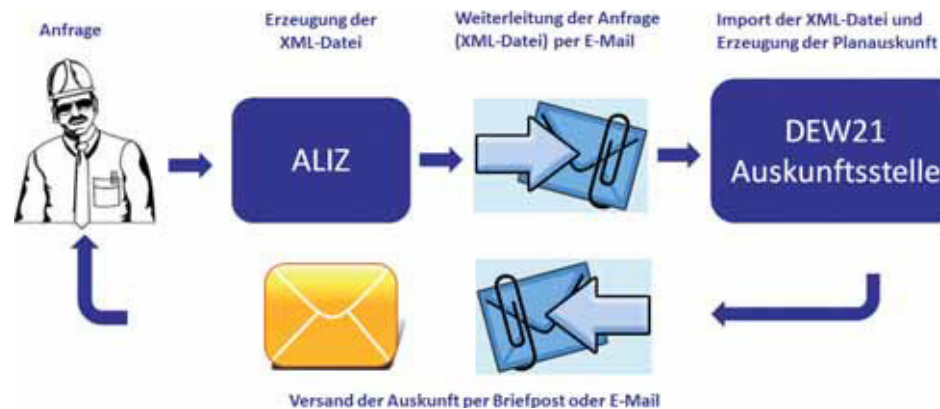 Anfrage
Erzeugung der
XML-Datei
Weiterleitung der Anfrage
(XML-Datei) per E-Mail
Import der XML-Datei und
Erzeugung der Planauskunft
ALIZ
DEW21
Auskunftsstelle
Versand der Auskunft per Briefpost oder E-Mail